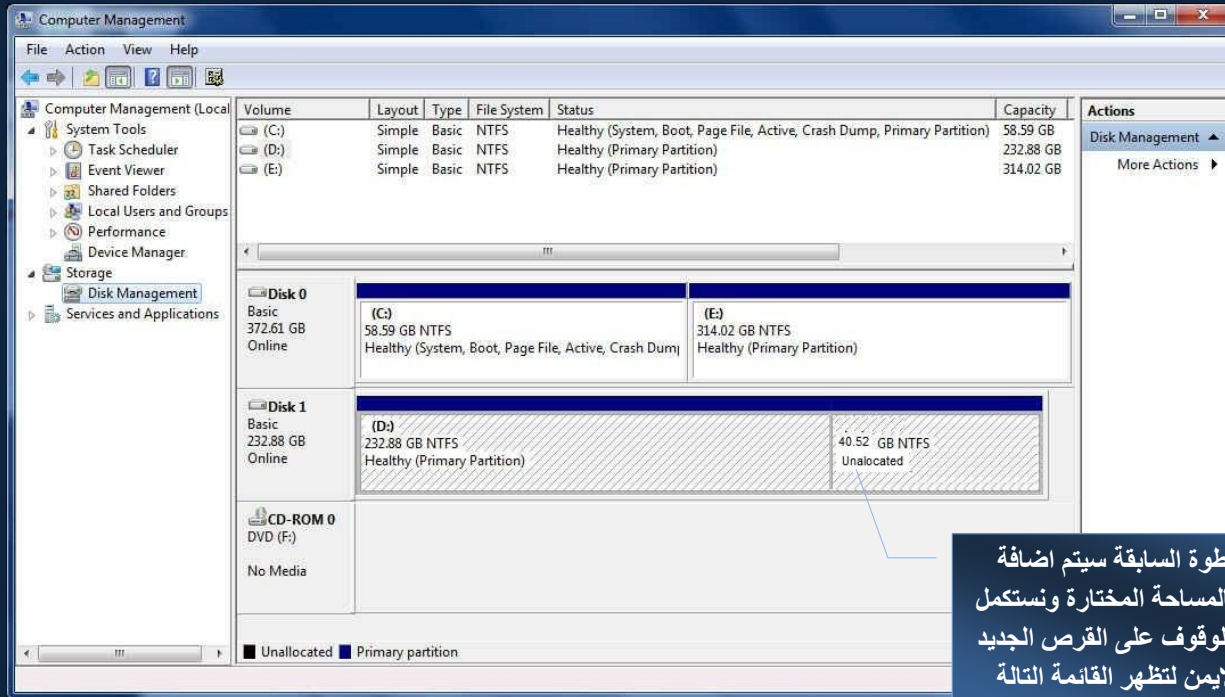 Computer Management
File Action View Help
Computer Management (Local
System Tools
Task Scheduler
Event Viewer
Shared Folders
Local Users and Groups
Performance
Device Manager
Storage
Disk Management
Services and Applications
Volume Layout Type File System Status Capacity
(C:) Simple Basic NTFS Healthy (System, Boot, Page File, Active, Crash Dump, Primary Partition) 58.59 GB
(D:) Simple Basic NTFS Healthy (Primary Partition) 232.88 GB
(E:) Simple Basic NTFS Healthy (Primary Partition) 314.02 GB
Actions
Disk Management
More Actions
Disk 0
Basic
372.61 GB
Online
(C:)
58.59 GB NTFS
Healthy (System, Boot, Page File, Active, Crash Dump
(E:)
314.02 GB NTFS
Healthy (Primary Partition)
Disk 1
Basic
232.88 GB
Online
(D:)
232.88 GB NTFS
Healthy (Primary Partition)
40.52 GB NTFS
Unalocated
CD-ROM 0
DVD (F:)
No Media
Unallocated Primary partition
السابقة سيتم اضافة
المساحة المختارة ونستكمل
الوقوف على القرص الجديد
لتظهر القائمة التالة